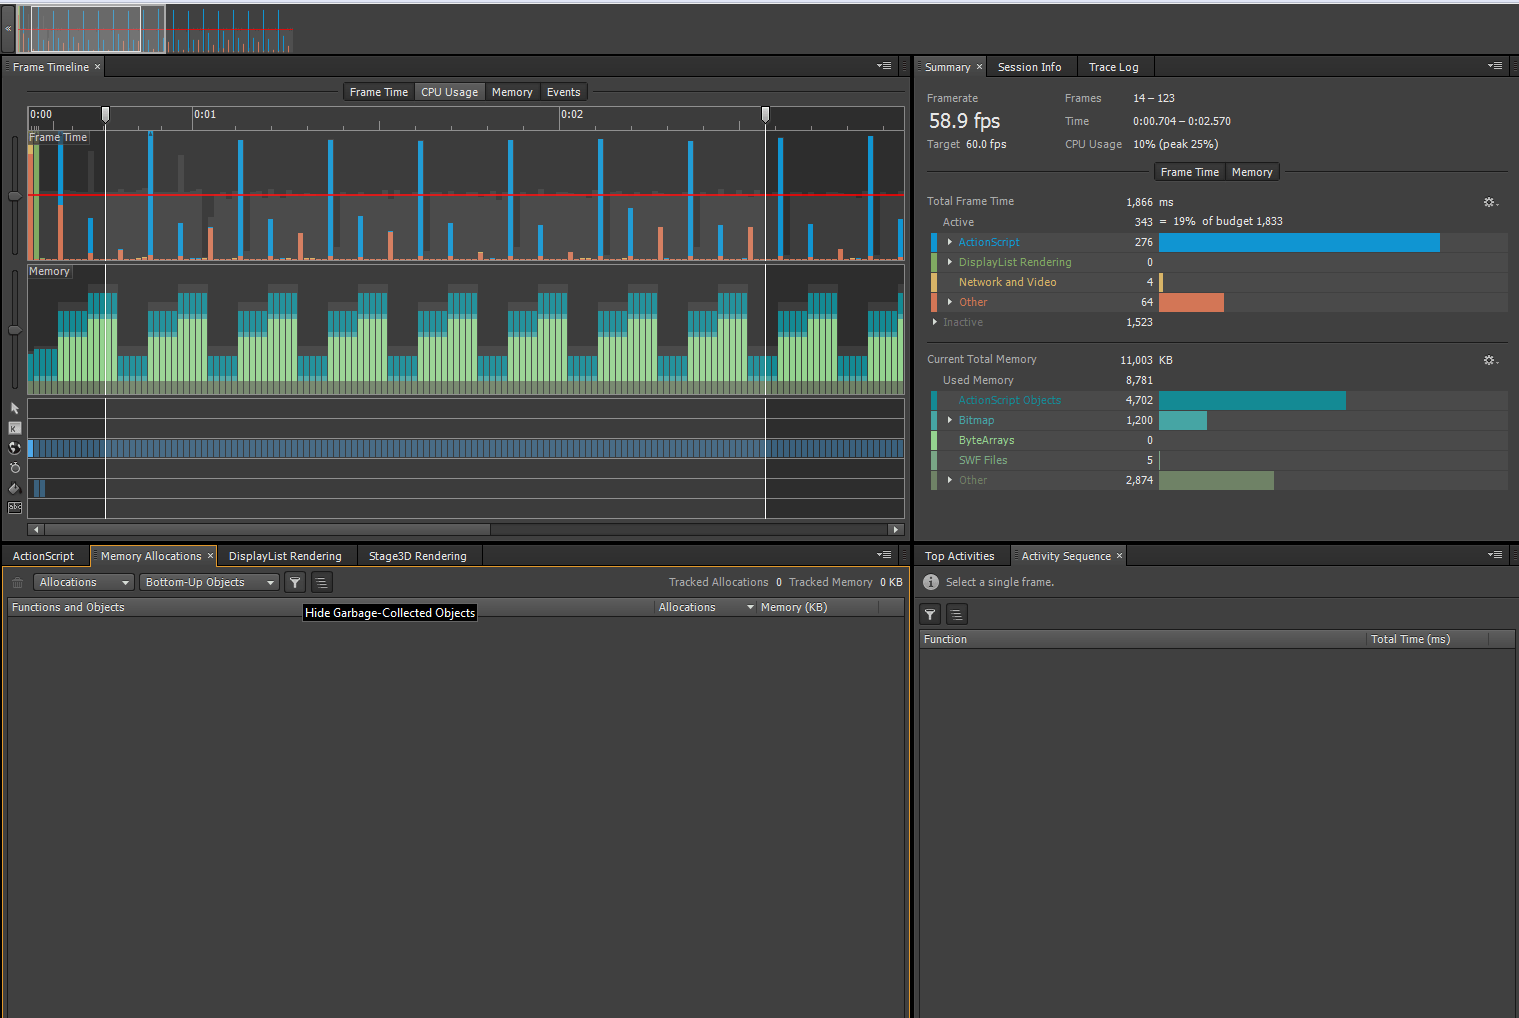 «
Frame Timeline ×
Frame Time CPU Usage Memory Events
0:00 0:01 0:02
Frame Time
Memory
K
abc
Summary × Session Info Trace Log
Framerate Frames 14 – 123
58.9 fps Time 0:00.704 – 0:02.570
Target 60.0 fps CPU Usage 10% (peak 25%)
Frame Time Memory
Total Frame Time 1,866 ms
Active 343 = 19% of budget 1,833
ActionScript 276
DisplayList Rendering 0
Network and Video 4
Other 64
Inactive 1,523
Current Total Memory 11,003 KB
Used Memory 8,781
ActionScript Objects 4,702
Bitmap 1,200
ByteArrays 0
SWF Files 5
Other 2,874
ActionScript Memory Allocations × DisplayList Rendering Stage3D Rendering
Allocations Bottom-Up Objects Tracked Allocations 0 Tracked Memory 0 KB
Functions and Objects Allocations Memory (KB)
Hide Garbage-Collected Objects
Top Activities Activity Sequence ×
Select a single frame.
Function Total Time (ms)